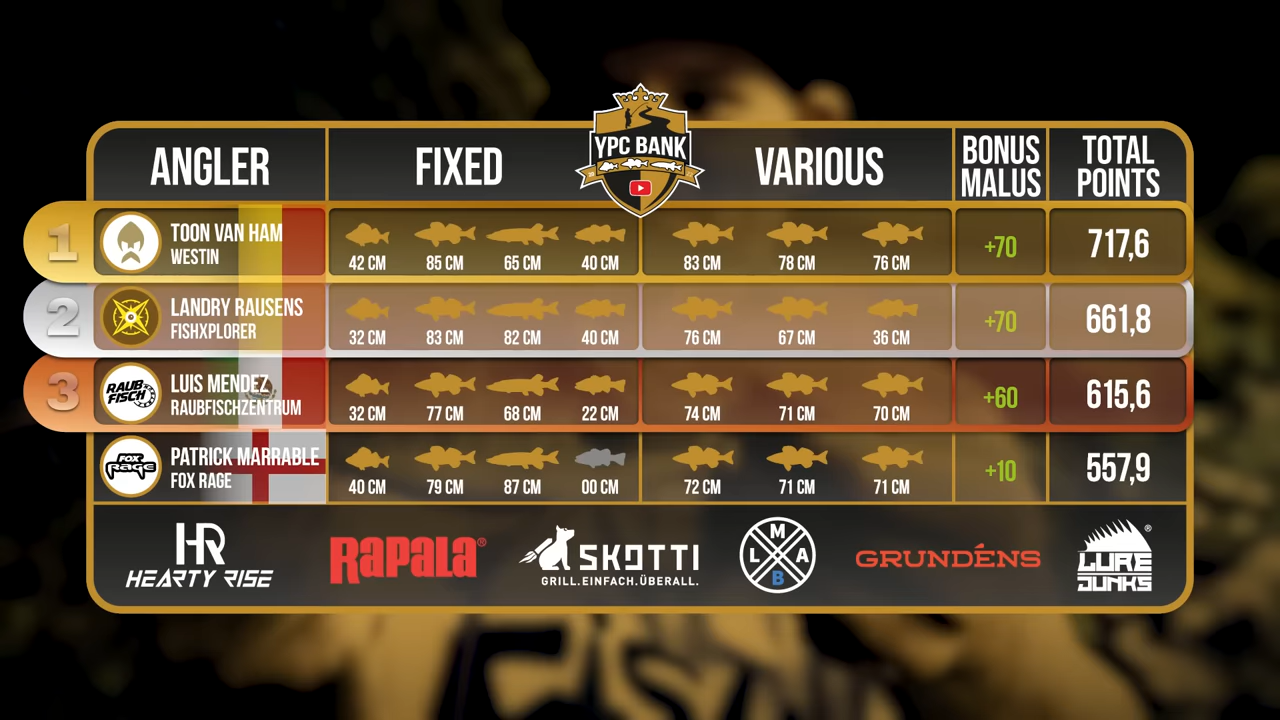 YPC BANK
ANGLER
FIXED
VARIOUS
BONUS
MALUS
TOTAL
POINTS
1
TOON VAN HAM
WESTIN
42 CM
85 CM
65 CM
40 CM
83 CM
78 CM
76 CM
+70
717,6
2
LANDRY RAUSENS
FISHXPLORER
32 CM
83 CM
82 CM
40 CM
76 CM
67 CM
36 CM
+70
661,8
3
RAUB
FISCH
LUIS MENDEZ
RAUBFISCHZENTRUM
32 CM
77 CM
68 CM
22 CM
74 CM
71 CM
70 CM
+60
615,6
FOX
RAGE
PATRICK MARRABLE
FOX RAGE
40 CM
79 CM
87 CM
00 CM
72 CM
71 CM
71 CM
+10
557,9
HR
HEARTY RISE
RAPALA®
SKOTTI
GRILL.EINFACH.ÜBERALL.
M
L A
B
GRUNDÉNS
®
LURE
JUNKS